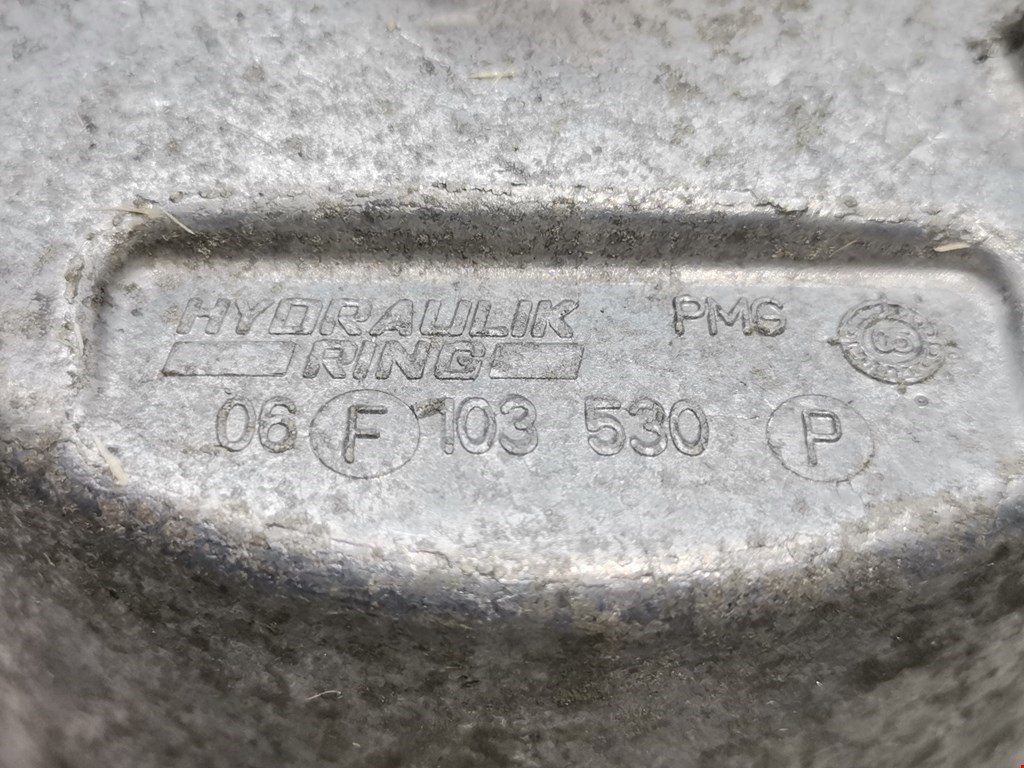 HYDRAULIK PMG
RING
06 F 103 530 P